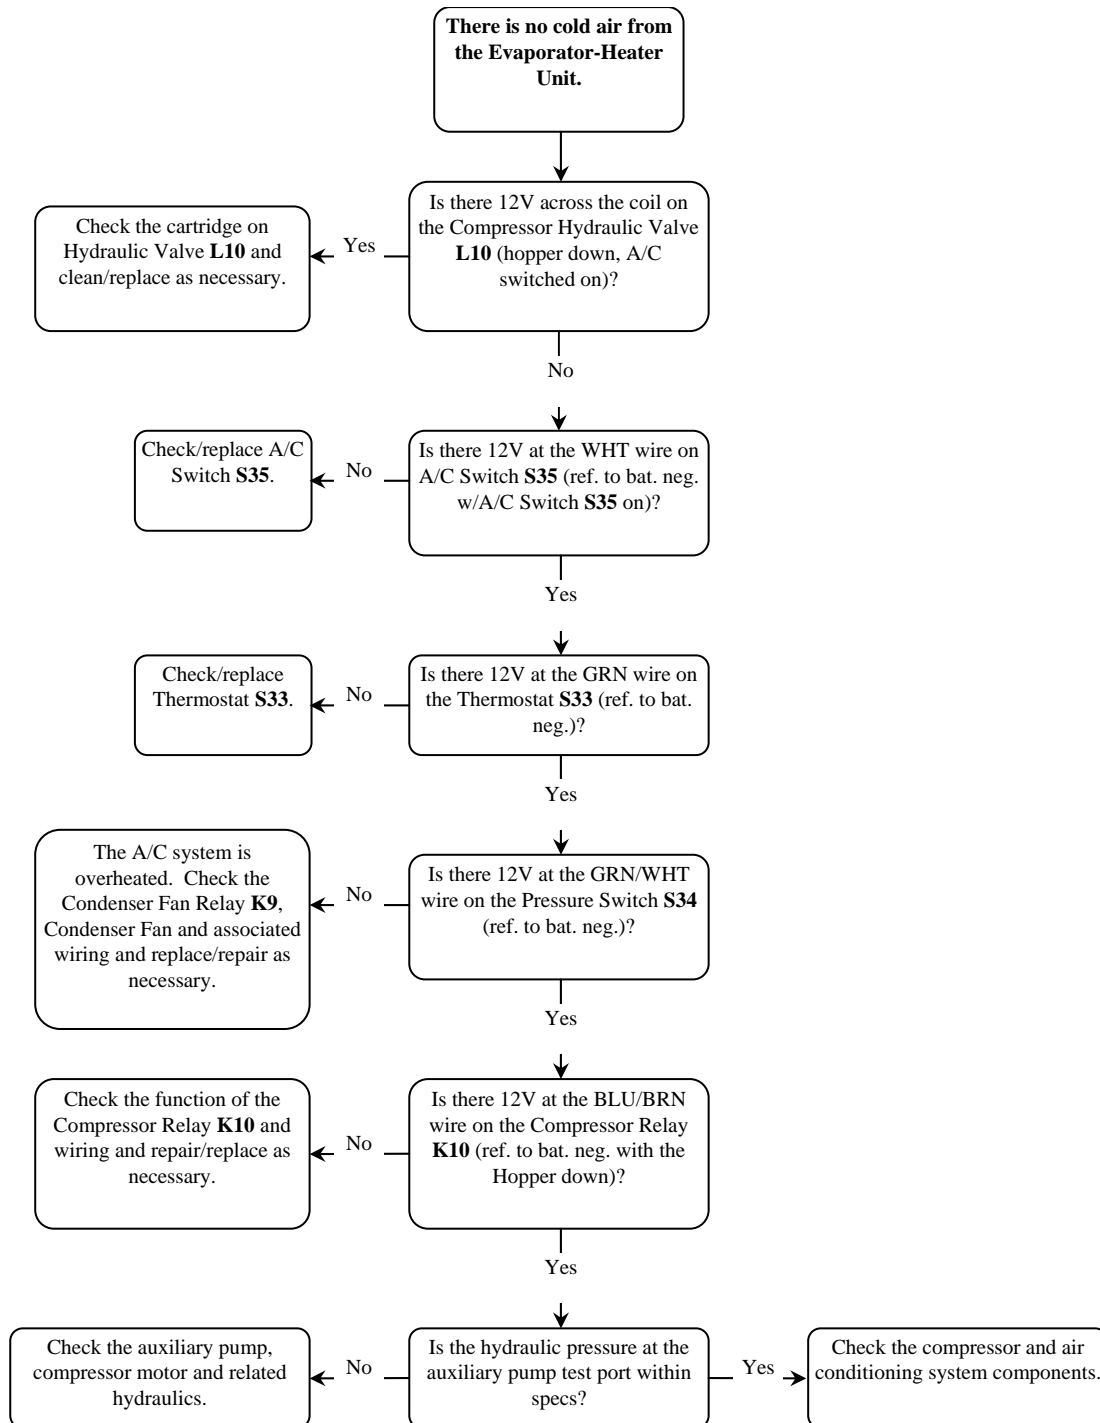 There is no cold air from
the Evaporator-Heater
Unit.
Is there 12V across the coil on
the Compressor Hydraulic Valve
L10 (hopper down, A/C
switched on)?
Yes
Check the cartridge on
Hydraulic Valve L10 and
clean/replace as necessary.
No
Is there 12V at the WHT wire on
A/C Switch S35 (ref. to bat. neg.
w/A/C Switch S35 on)?
No
Check/replace A/C
Switch S35.
Yes
Is there 12V at the GRN wire on
the Thermostat S33 (ref. to bat.
neg.)?
No
Check/replace
Thermostat S33.
Yes
Is there 12V at the GRN/WHT
wire on the Pressure Switch S34
(ref. to bat. neg.)?
No
The A/C system is
overheated.  Check the
Condenser Fan Relay K9,
Condenser Fan and associated
wiring and replace/repair as
necessary.
Yes
Is there 12V at the BLU/BRN
wire on the Compressor Relay
K10 (ref. to bat. neg. with the
Hopper down)?
No
Check the function of the
Compressor Relay K10 and
wiring and repair/replace as
necessary.
Yes
Is the hydraulic pressure at the
auxiliary pump test port within
specs?
No
Check the auxiliary pump,
compressor motor and related
hydraulics.
Yes
Check the compressor and air
conditioning system components.